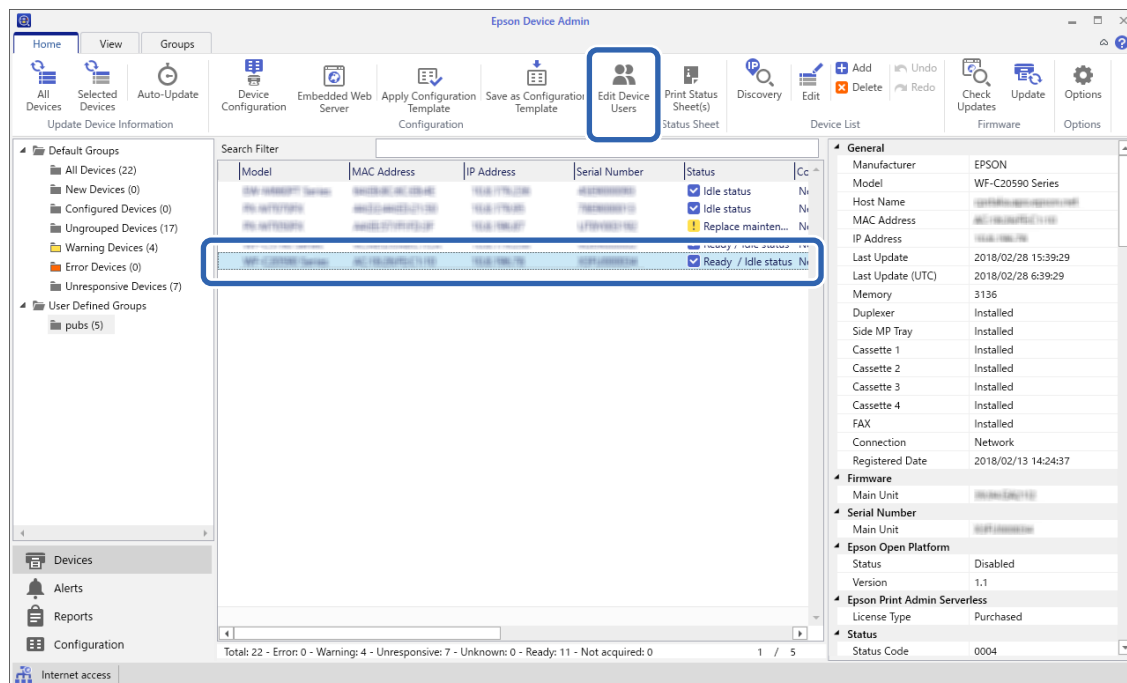 Epson Device Admin
Home View Groups
All Devices
Selected Devices
Auto-Update
Update Device Information
Device Configuration
Embedded Web Server
Apply Configuration Template
Save as Configuration Template
Configuration
Edit Device Users
Print Status Sheet(s)
Status Sheet
Discovery
Edit
Add
Delete
Undo
Redo
Device List
Check Updates
Update
Firmware
Options
Options
Default Groups
All Devices (22)
New Devices (0)
Configured Devices (0)
Ungrouped Devices (17)
Warning Devices (4)
Error Devices (0)
Unresponsive Devices (7)
User Defined Groups
pubs (5)
Devices
Alerts
Reports
Configuration
Internet access
Search Filter
Model MAC Address IP Address Serial Number Status Cc
Idle status
Idle status
Replace mainten...
Ready / Idle status
Ready / Idle status
Total: 22 - Error: 0 - Warning: 4 - Unresponsive: 7 - Unknown: 0 - Ready: 11 - Not acquired: 0 1 / 5
General
Manufacturer EPSON
Model WF-C20590 Series
Host Name
MAC Address
IP Address
Last Update 2018/02/28 15:39:29
Last Update (UTC) 2018/02/28 6:39:29
Memory 3136
Duplexer Installed
Side MP Tray Installed
Cassette 1 Installed
Cassette 2 Installed
Cassette 3 Installed
Cassette 4 Installed
FAX Installed
Connection Network
Registered Date 2018/02/13 14:24:37
Firmware
Main Unit
Serial Number
Main Unit
Epson Open Platform
Status Disabled
Version 1.1
Epson Print Admin Serverless
License Type Purchased
Status
Status Code 0004